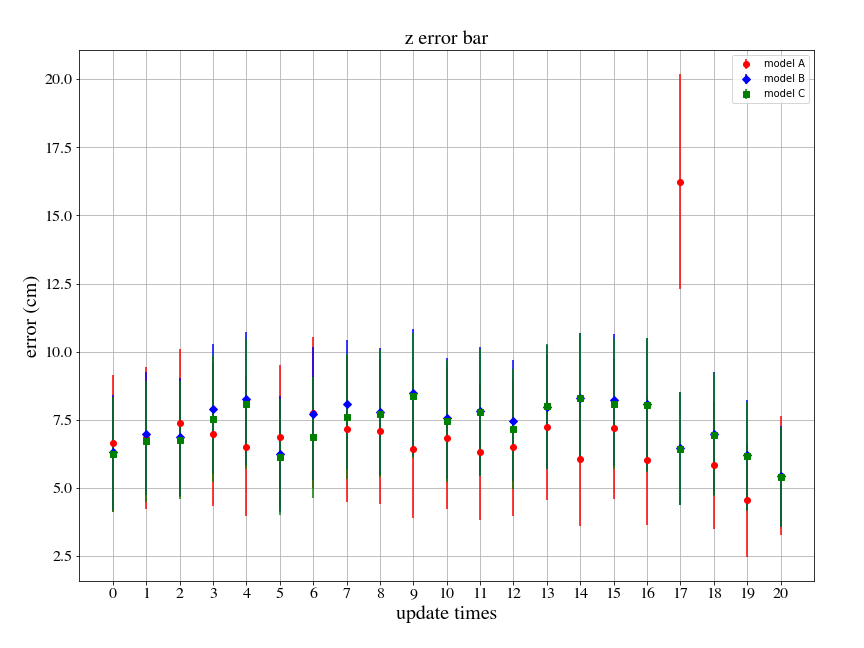 z error bar
model A
model B
model C
20.0
17.5
15.0
12.5
10.0
7.5
5.0
2.5
error (cm)
0 1 2 3 4 5 6 7 8 9 10 11 12 13 14 15 16 17 18 19 20
update times